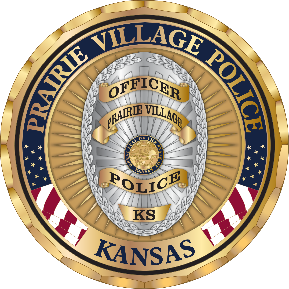 PRAIRIE VILLAGE POLICE
OFFICER
PRAIRIE VILLAGE
POLICE
KS
KANSAS